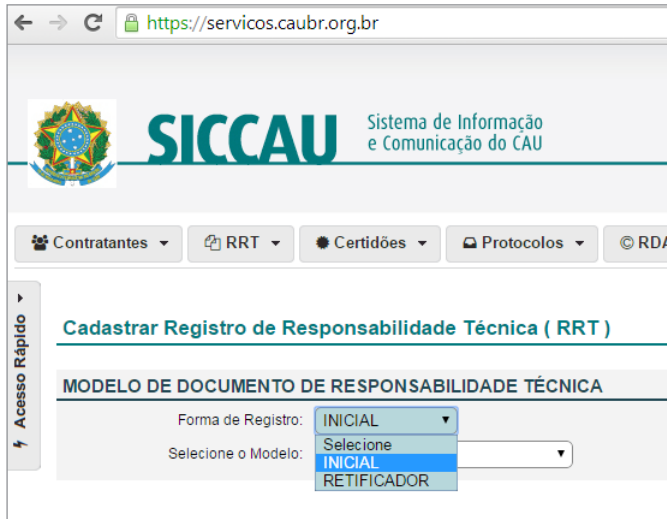 https://servicos.caubr.org.br
SICCAU
Sistema de Informação
e Comunicação do CAU
Contratantes
RRT
Certidões
Protocolos
© RDA
Acesso Rápido
Cadastrar Registro de Responsabilidade Técnica ( RRT )
MODELO DE DOCUMENTO DE RESPONSABILIDADE TÉCNICA
Forma de Registro: INICIAL
Selecione o Modelo:
Selecione
INICIAL
RETIFICADOR